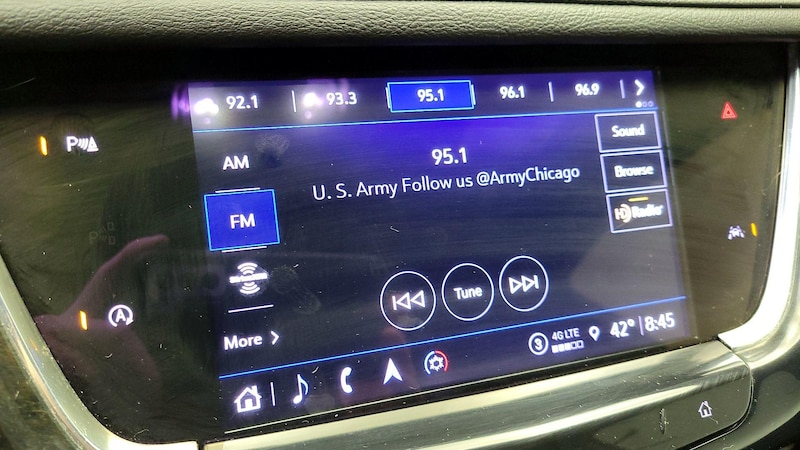 92.1
93.3
95.1
96.1
96.9
AM
FM
More
95.1
U. S. Army Follow us @ArmyChicago
Sound
Browse
HD Radio
Tune
3
4G LTE
42°
8:45
P
A